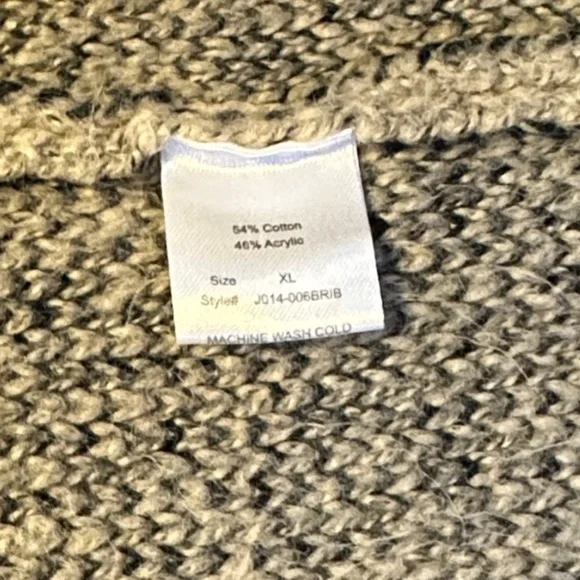 54% Cotton
46% Acrylic
Size XL
Style# J014-006BRIB
MACHINE WASH COLD